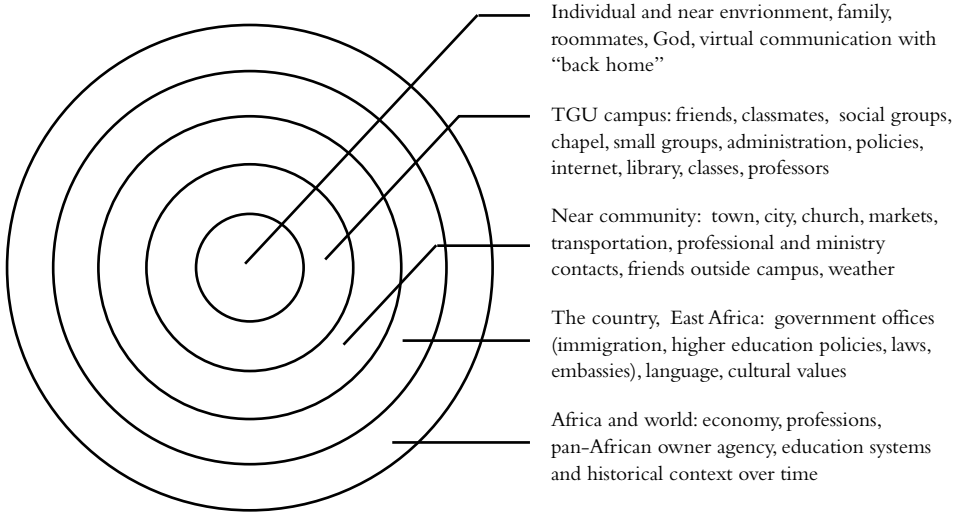 Individual and near envrionment, family,
roommates, God, virtual communication with
“back home”
TGU campus: friends, classmates, social groups,
chapel, small groups, administration, policies,
internet, library, classes, professors
Near community: town, city, church, markets,
transportation, professional and ministry
contacts, friends outside campus, weather
The country, East Africa: government offices
(immigration, higher education policies, laws,
embassies), language, cultural values
Africa and world: economy, professions,
pan-African owner agency, education systems
and historical context over time